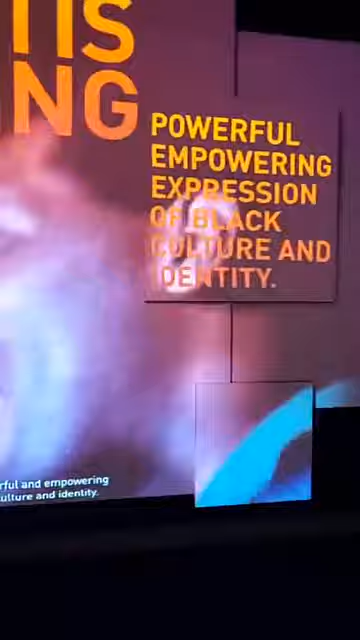 TIS
NG
POWERFUL
EMPOWERING
EXPRESSION
OF BLACK
CULTURE AND
IDENTITY.
rful and empowering
ulture and identity.